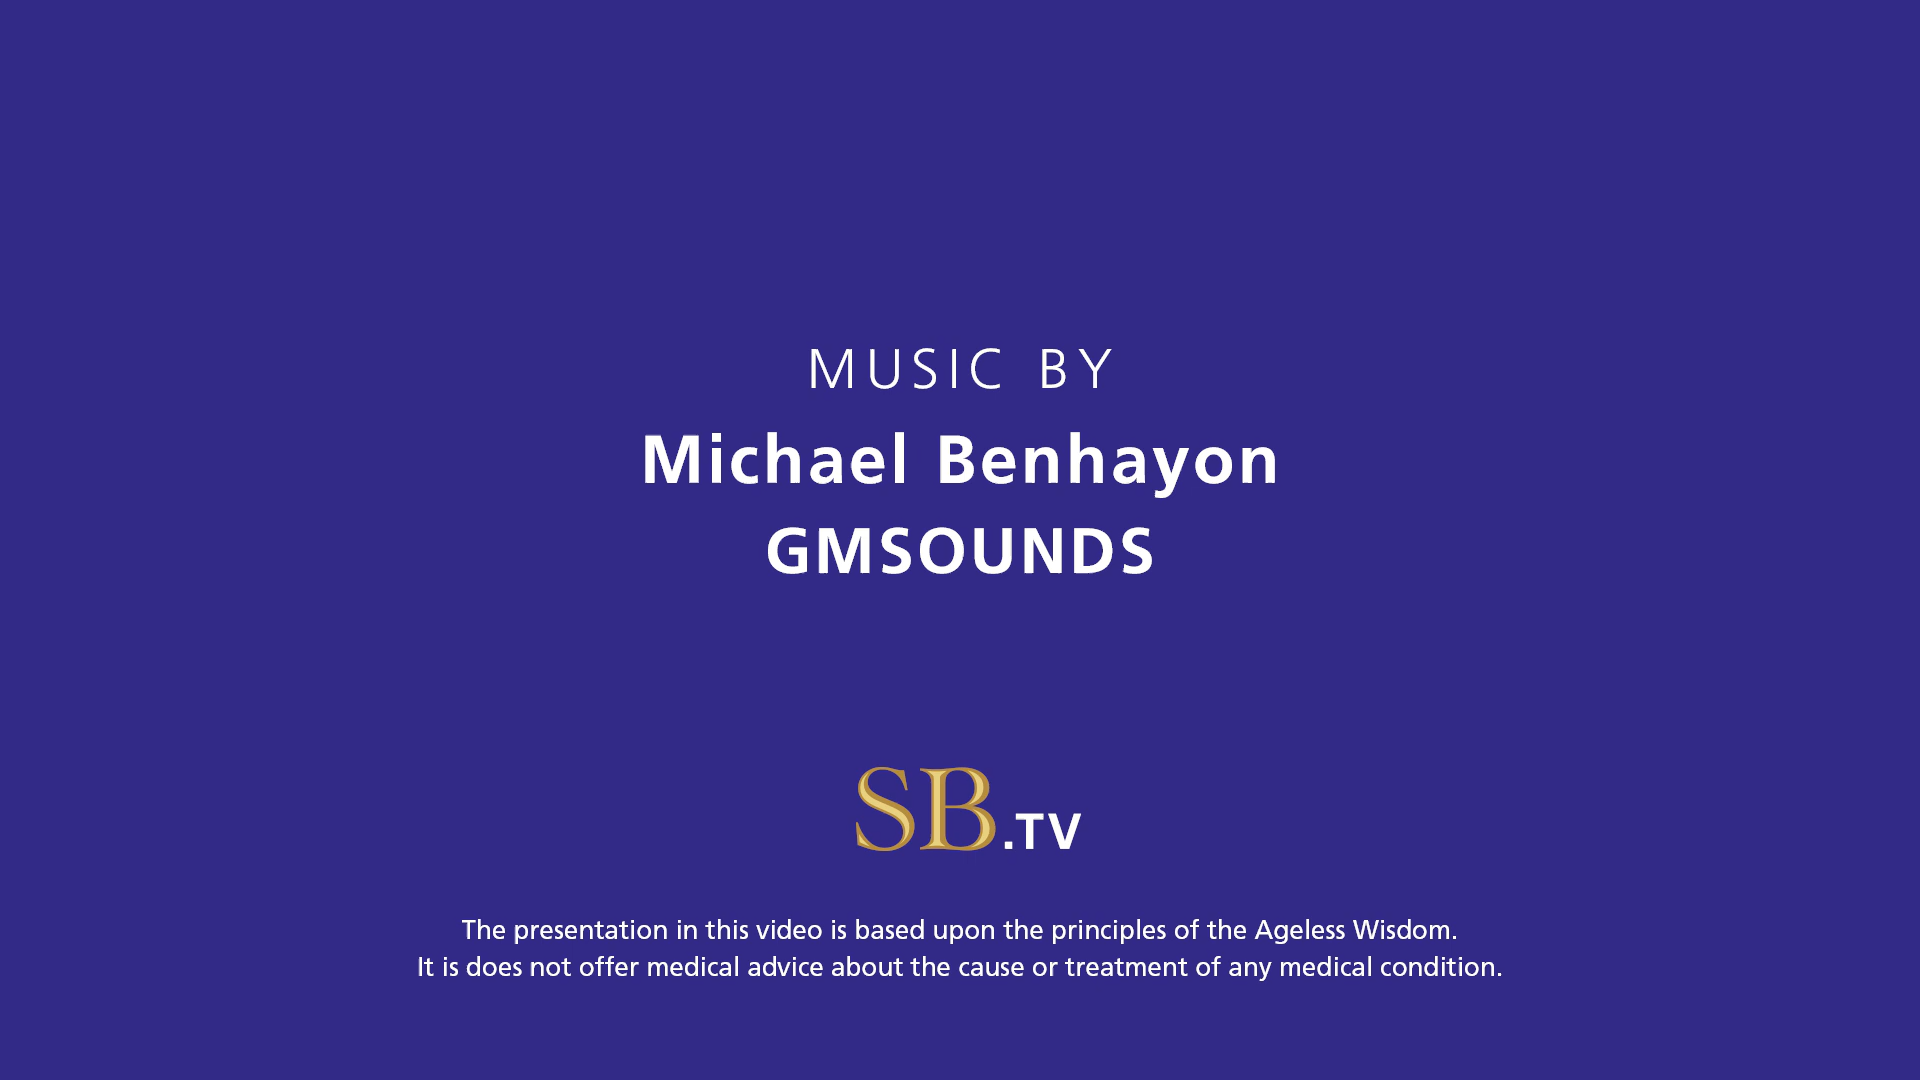 MUSIC BY
Michael Benhayon
GMSOUNDS
SB.TV
The presentation in this video is based upon the principles of the Ageless Wisdom.
It is does not offer medical advice about the cause or treatment of any medical condition.